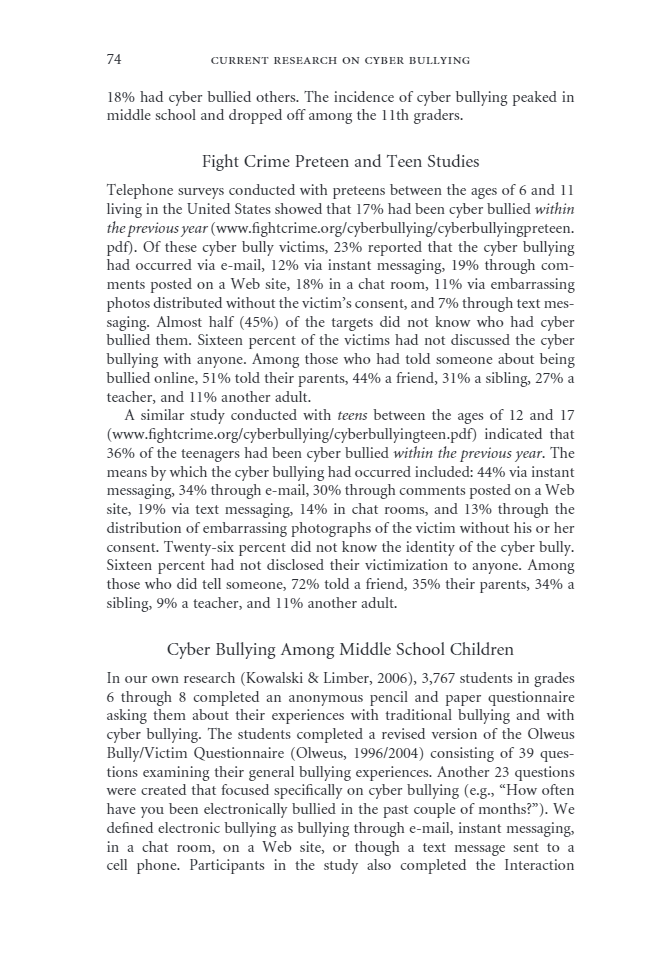 74 CURRENT RESEARCH ON CYBER BULLYING
18% had cyber bullied others. The incidence of cyber bullying peaked in
middle school and dropped off among the 11th graders.
Fight Crime Preteen and Teen Studies
Telephone surveys conducted with preteens between the ages of 6 and 11
living in the United States showed that 17% had been cyber bullied within
the previous year (www.fightcrime.org/cyberbullying/cyberbullyingpreteen.
pdf). Of these cyber bully victims, 23% reported that the cyber bullying
had occurred via e-mail, 12% via instant messaging, 19% through com-
ments posted on a Web site, 18% in a chat room, 11% via embarrassing
photos distributed without the victim's consent, and 7% through text mes-
saging. Almost half (45%) of the targets did not know who had cyber
bullied them. Sixteen percent of the victims had not discussed the cyber
bullying with anyone. Among those who had told someone about being
bullied online, 51% told their parents, 44% a friend, 31% a sibling, 27% a
teacher, and 11% another adult.
A similar study conducted with teens between the ages of 12 and 17
(www.fightcrime.org/cyberbullying/cyberbullyingteen.pdf) indicated that
36% of the teenagers had been cyber bullied within the previous year. The
means by which the cyber bullying had occurred included: 44% via instant
messaging, 34% through e-mail, 30% through comments posted on a Web
site, 19% via text messaging, 14% in chat rooms, and 13% through the
distribution of embarrassing photographs of the victim without his or her
consent. Twenty-six percent did not know the identity of the cyber bully.
Sixteen percent had not disclosed their victimization to anyone. Among
those who did tell someone, 72% told a friend, 35% their parents, 34% a
sibling, 9% a teacher, and 11% another adult.
Cyber Bullying Among Middle School Children
In our own research (Kowalski & Limber, 2006), 3,767 students in grades
6 through 8 completed an anonymous pencil and paper questionnaire
asking them about their experiences with traditional bullying and with
cyber bullying. The students completed a revised version of the Olweus
Bully/Victim Questionnaire (Olweus, 1996/2004) consisting of 39 ques-
tions examining their general bullying experiences. Another 23 questions
were created that focused specifically on cyber bullying (e.g., "How often
have you been electronically bullied in the past couple of months?"). We
defined electronic bullying as bullying through e-mail, instant messaging,
in a chat room, on a Web site, or though a text message sent to a
cell phone. Participants in the study also completed the Interaction